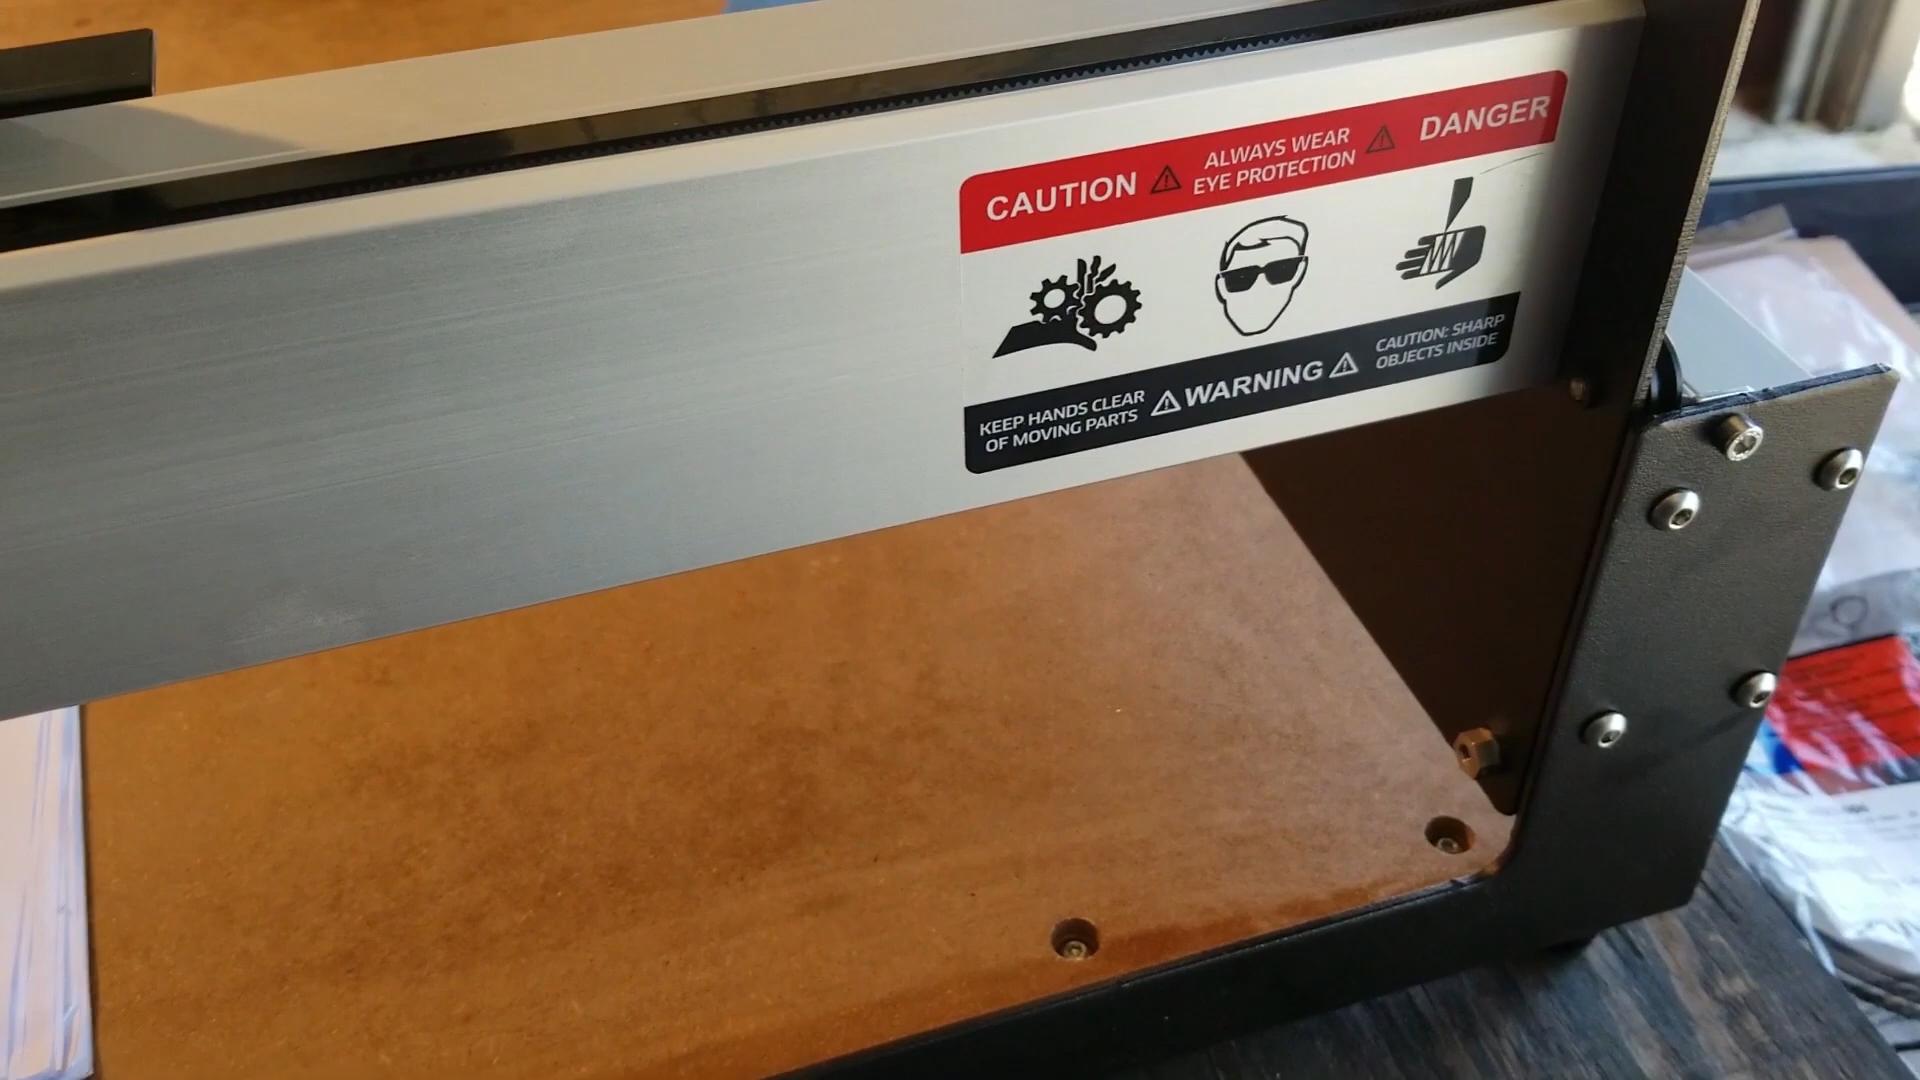 CAUTION
ALWAYS WEAR
EYE PROTECTION
DANGER
KEEP HANDS CLEAR
OF MOVING PARTS
WARNING
CAUTION: SHARP
OBJECTS INSIDE